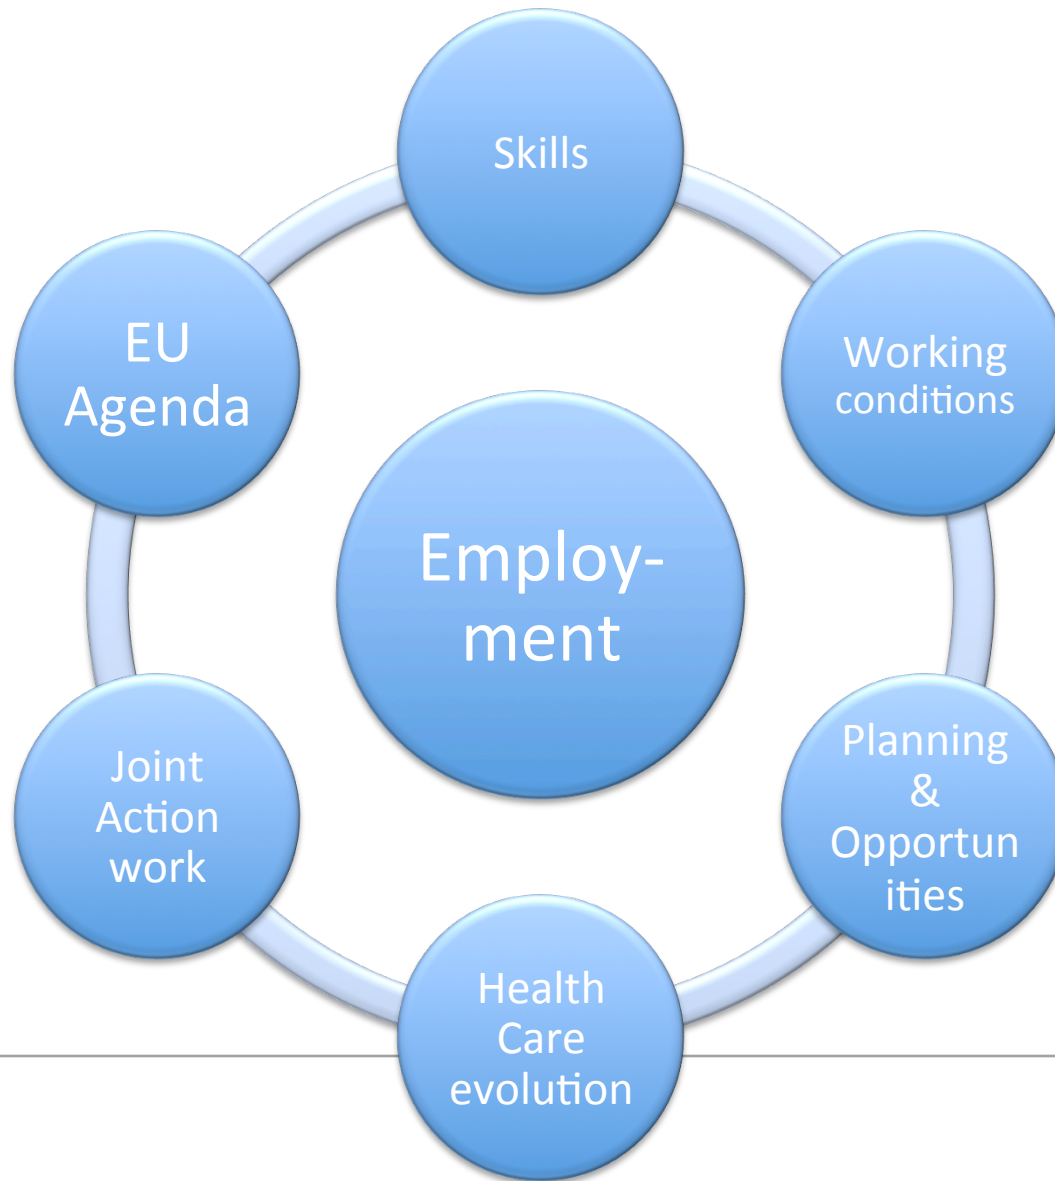 Skills
EU
Agenda
Working
conditions
Employ-
ment
Joint
Action
work
Planning
&
Opportun
ities
Health
Care
evolution